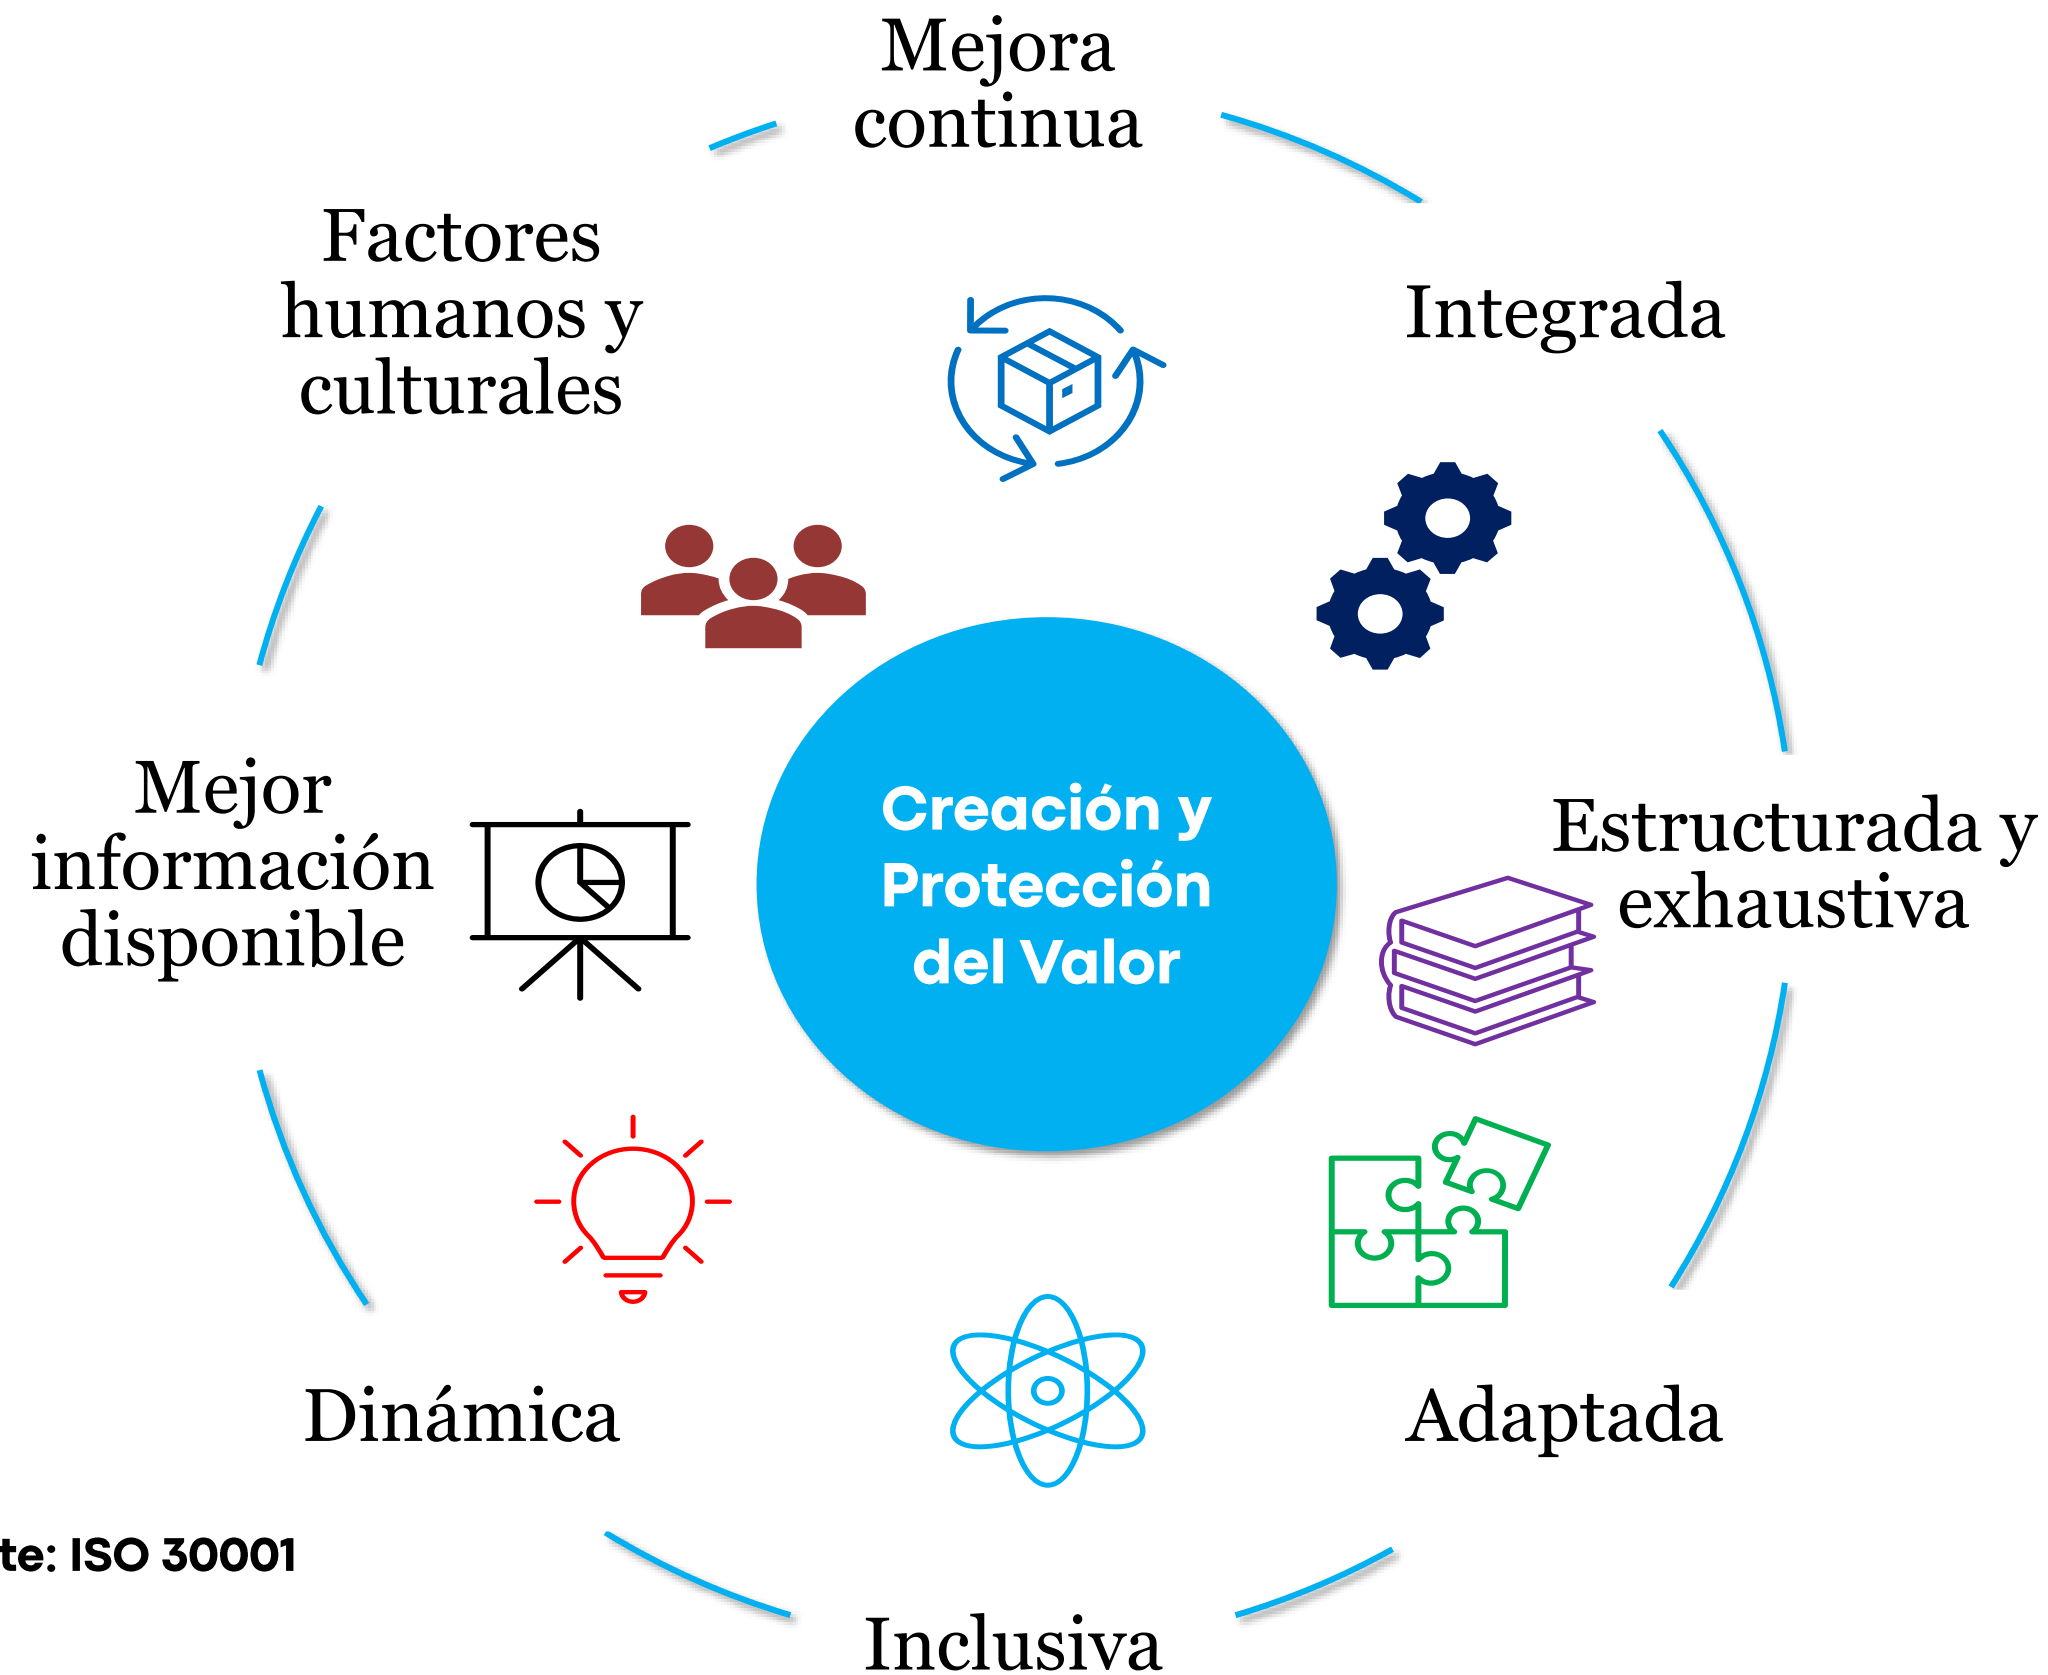 Mejora
continua
Integrada
Estructurada y
exhaustiva
Adaptada
Inclusiva
Dinámica
Mejor
información
disponible
Factores
humanos y
culturales
Creación y
Protección
del Valor
te: ISO 30001